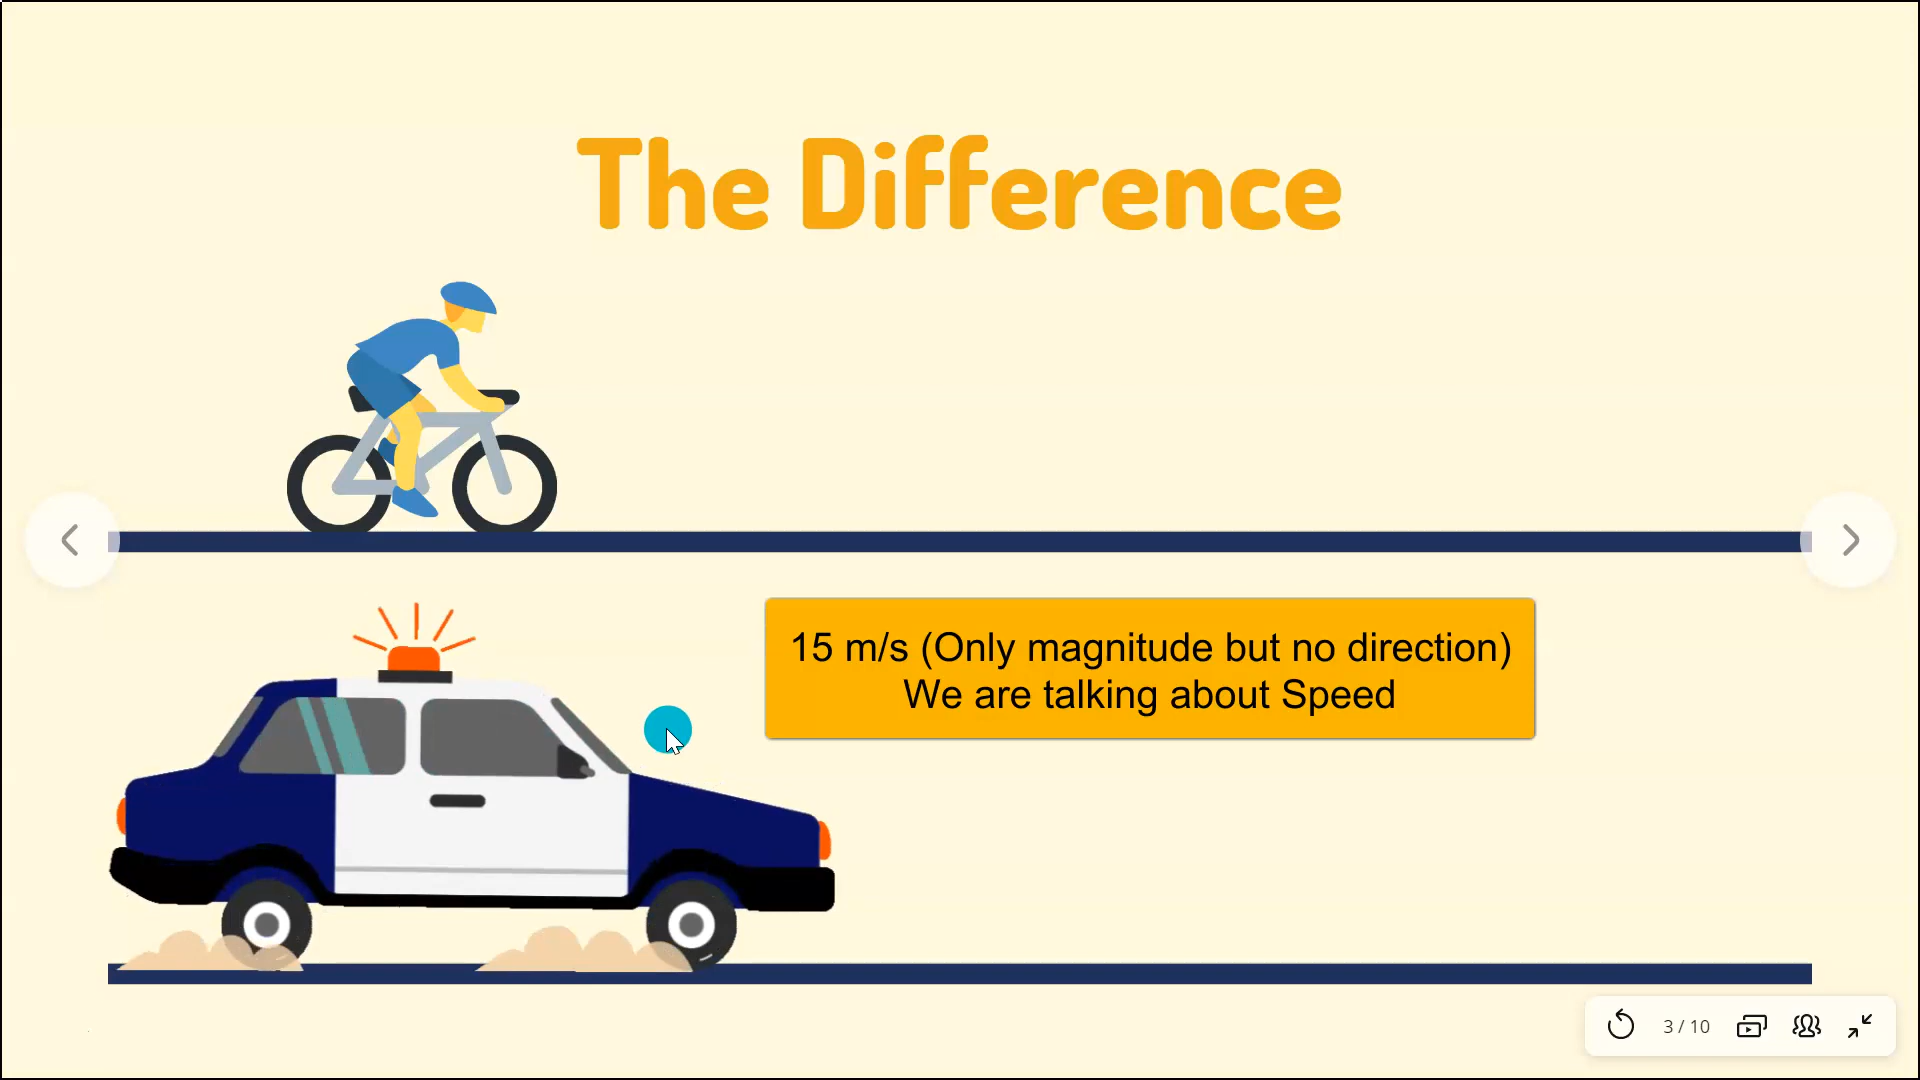 The Difference
15 m/s (Only magnitude but no direction)
We are talking about Speed
3 / 10